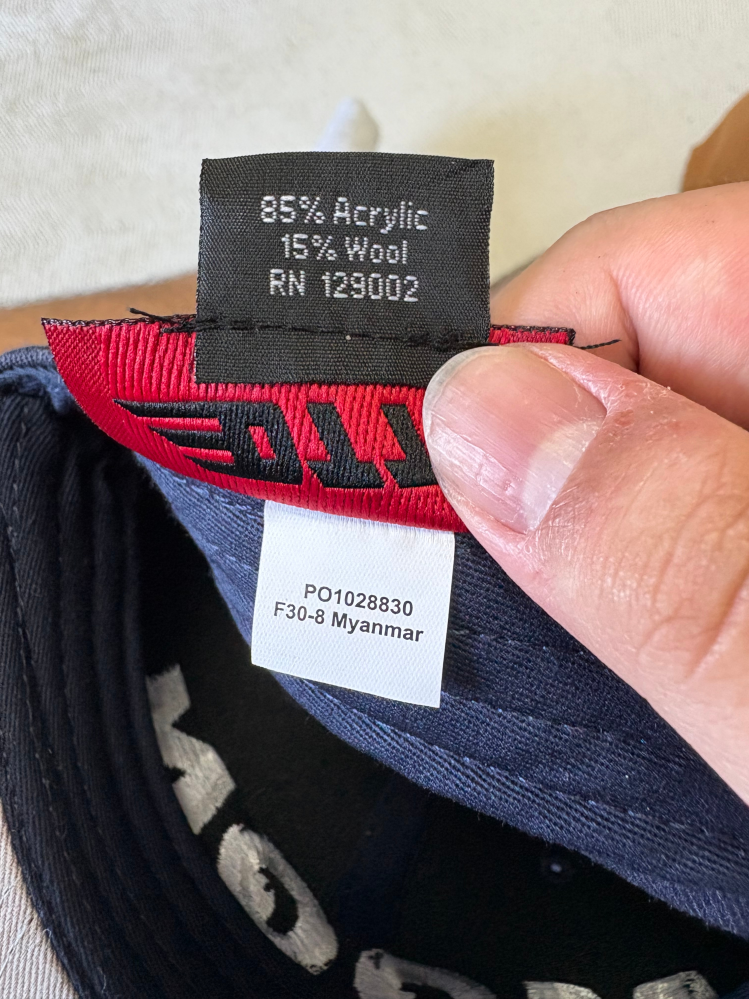 85% Acrylic
15% Wool
RN 129002
PO1028830
F30-8 Myanmar